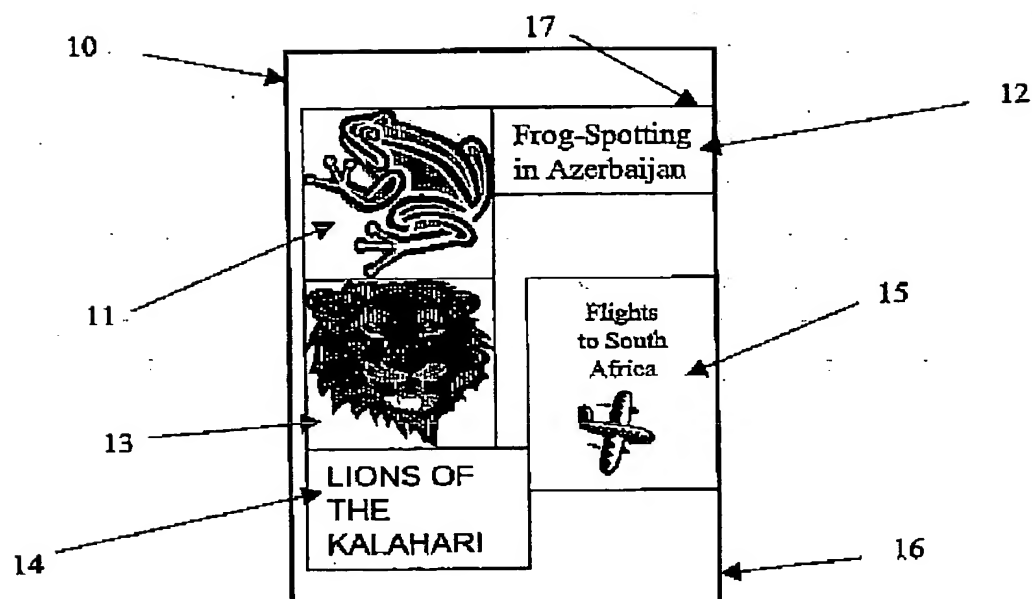 10
17
12
Frog-Spotting
in Azerbaijan
11
15
Flights
to South
Africa
13
LIONS OF
THE
KALAHARI
14
16